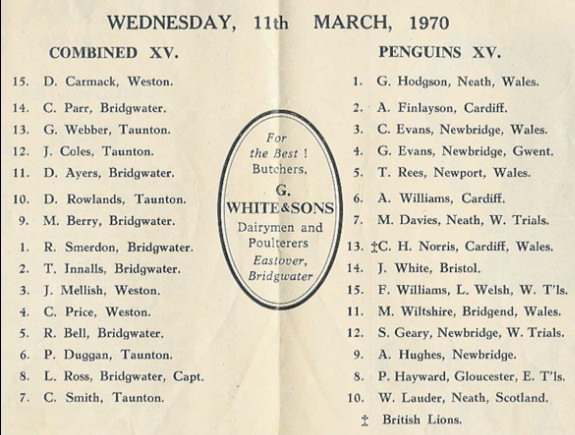 WEDNESDAY, 11th MARCH, 1970
COMBINED XV.
15. D. Carmack, Weston.
14. C. Parr, Bridgwater.
13. G. Webber, Taunton.
12. J. Coles, Taunton.
11. D. Ayers, Bridgwater.
10. D. Rowlands, Taunton.
9. M. Berry, Bridgwater.
1. R. Smerdon, Bridgwater.
2. T. Innalls, Bridgwater.
3. J. Mellish, Weston.
4. C. Price, Weston.
5. R. Bell, Bridgwater.
6. P. Duggan, Taunton.
8. L. Ross, Bridgwater, Capt.
7. C. Smith, Taunton.
For
the Best !
Butchers,
G.
WHITE & SONS
Dairymen and
Poulterers
Eastover,
Bridgwater
PENGUINS XV.
1. G. Hodgson, Neath, Wales.
2. A. Finlayson, Cardiff.
3. C. Evans, Newbridge, Wales.
4. G. Evans, Newbridge, Gwent.
5. T. Rees, Newport, Wales.
6. A. Williams, Cardiff.
7. M. Davies, Neath, W. Trials.
13. ‡C. H. Norris, Cardiff, Wales.
14. J. White, Bristol.
15. F. Williams, L. Welsh, W. T'ls.
11. M. Wiltshire, Bridgend, Wales.
12. S. Geary, Newbridge, W. Trials.
9. A. Hughes, Newbridge.
8. P. Hayward, Gloucester, E. T'ls.
10. W. Lauder, Neath, Scotland.
‡ British Lions.